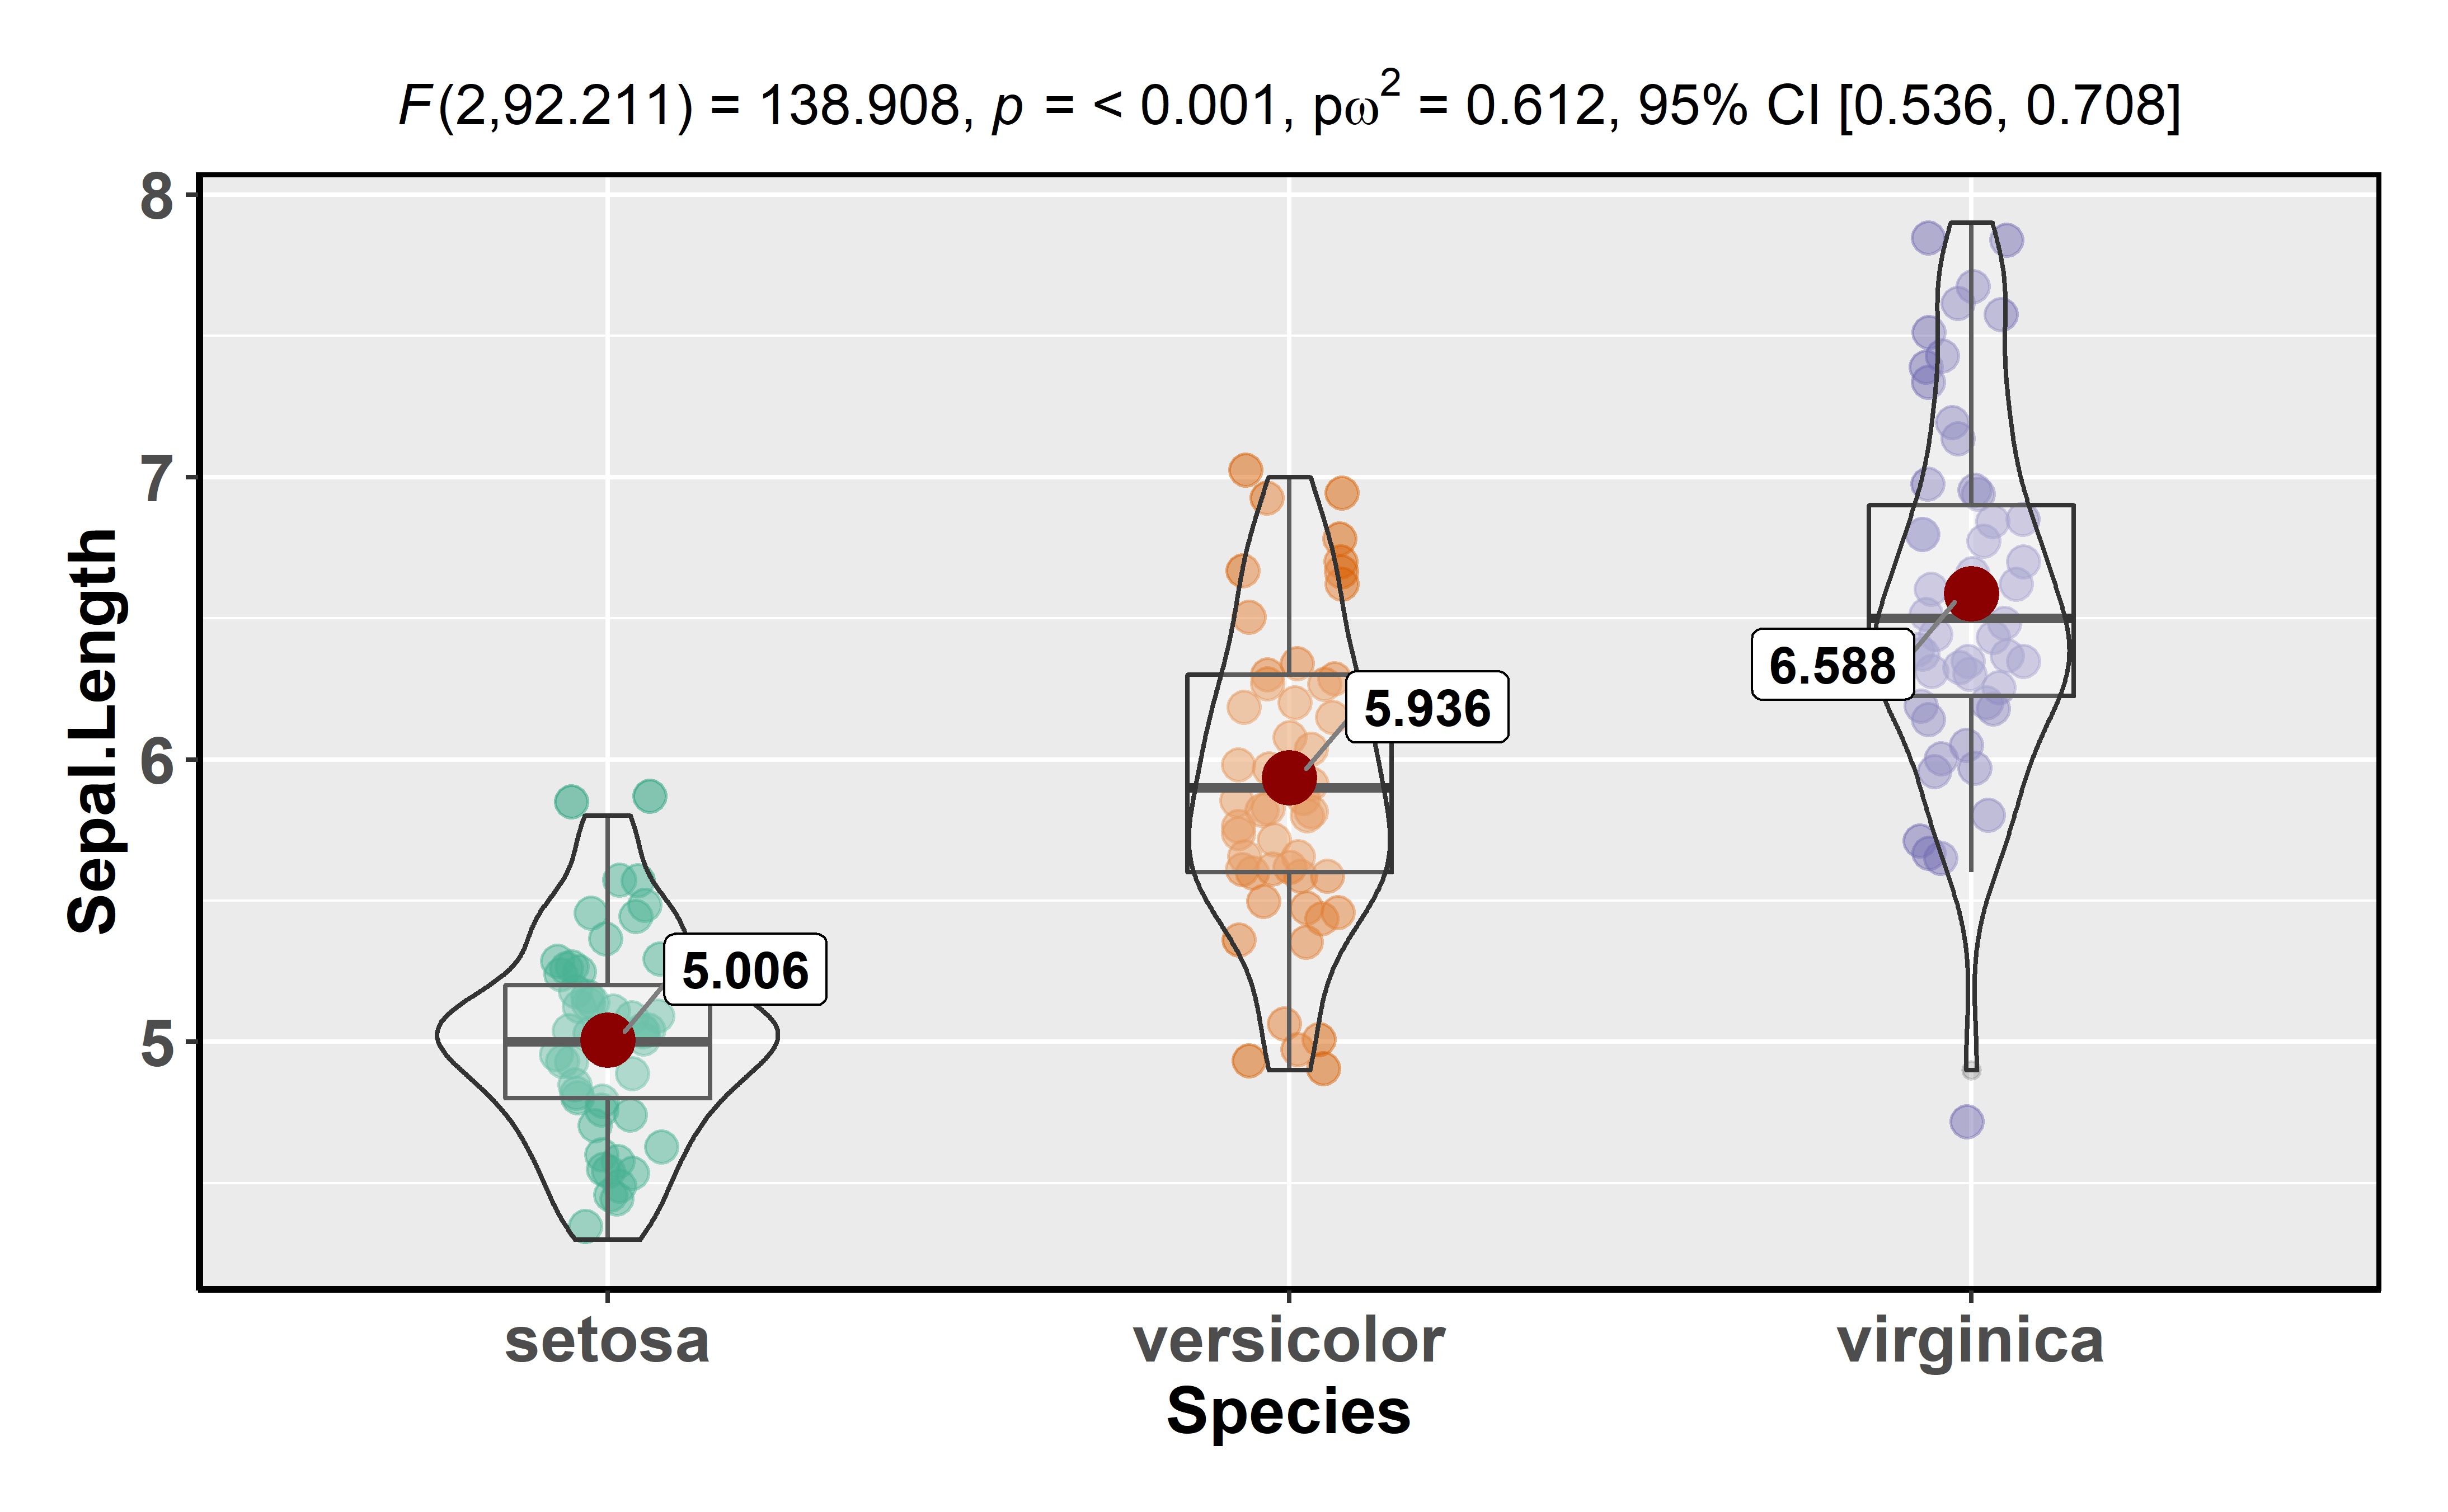 F(2,92.211) = 138.908, p = < 0.001, pω² = 0.612, 95% CI [0.536, 0.708]
8
7
6
5
Sepal.Length
6.588
5.936
5.006
setosa versicolor virginica
Species